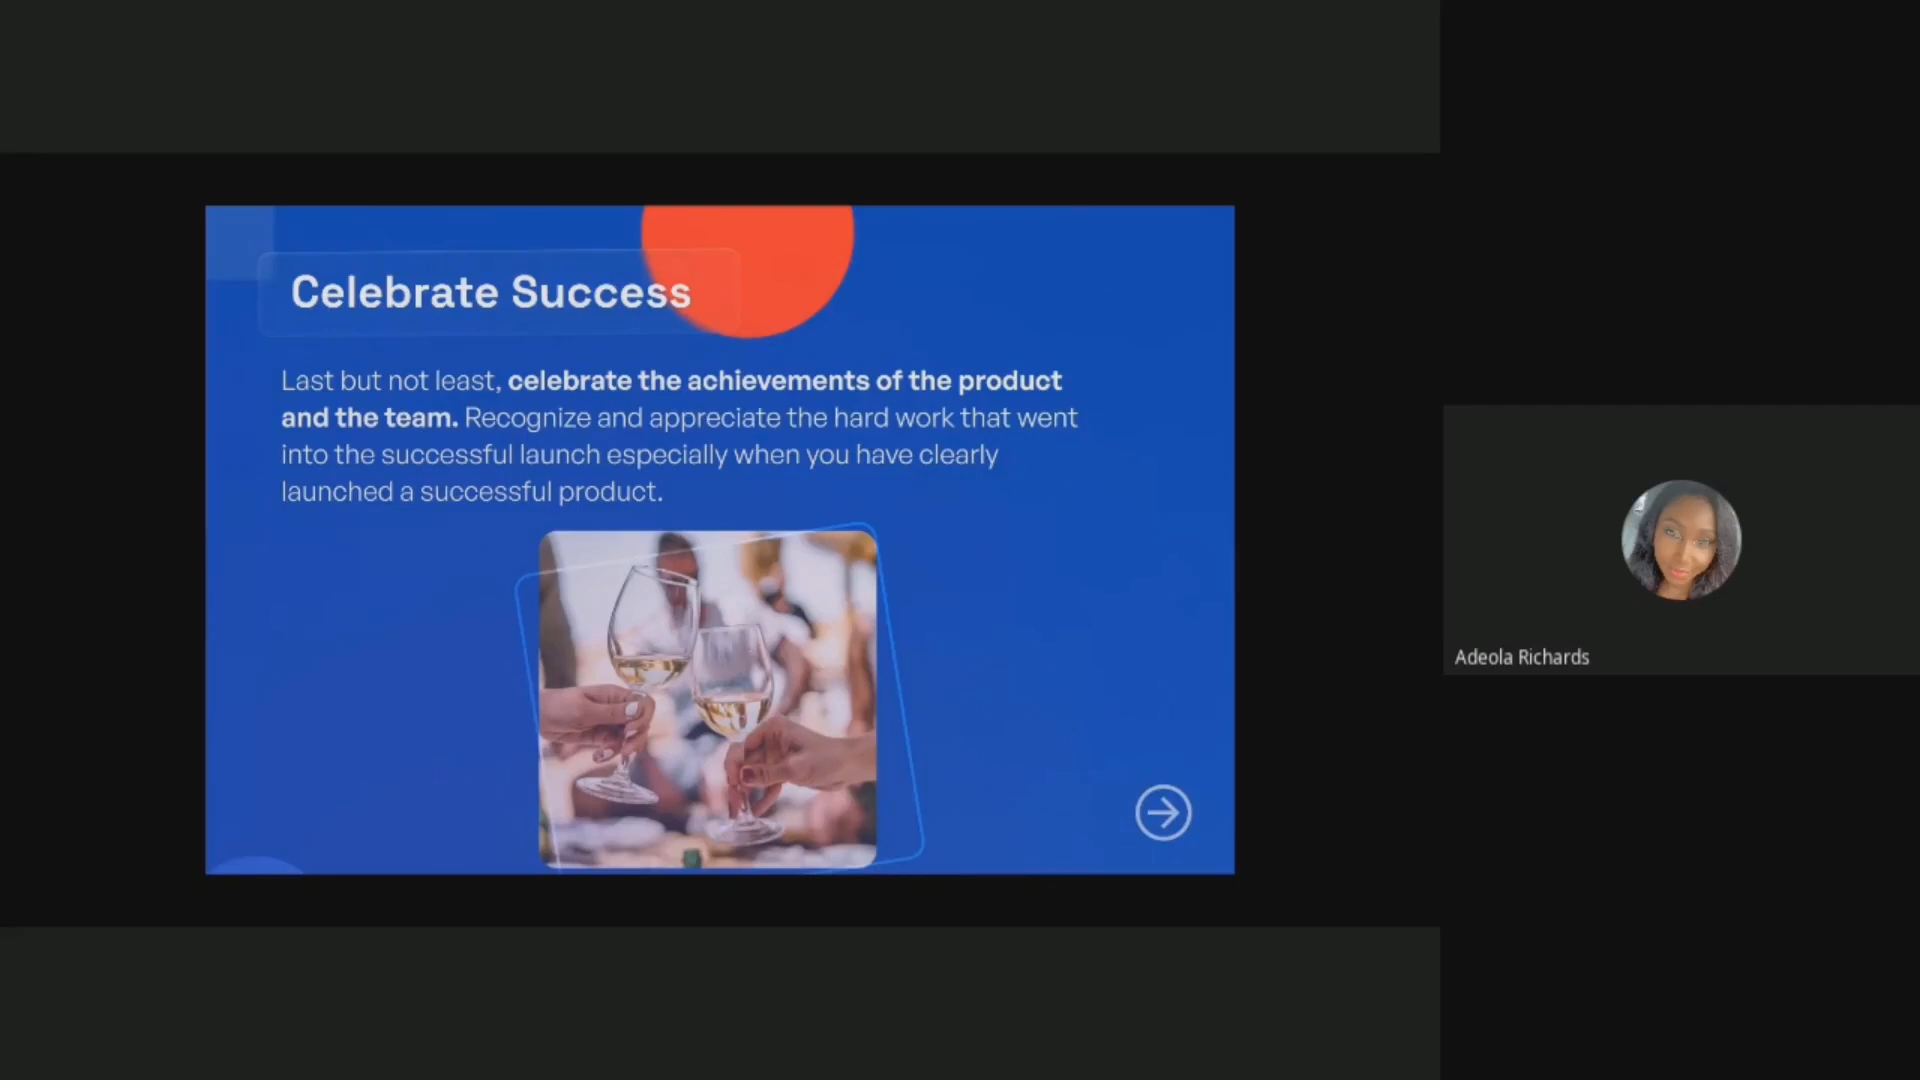 Celebrate Success
Last but not least, celebrate the achievements of the product
and the team. Recognize and appreciate the hard work that went
into the successful launch especially when you have clearly
launched a successful product.
Adeola Richards